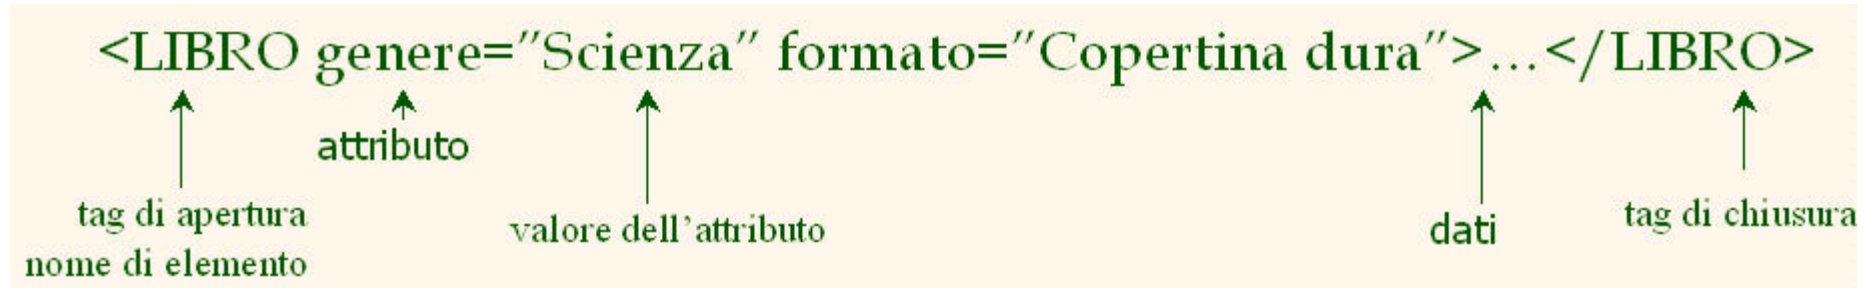 <LIBRO genere=″Scienza″ formato=″Copertina dura″>...</LIBRO>
attributo
tag di apertura
nome di elemento
valore dell'attributo
dati
tag di chiusura